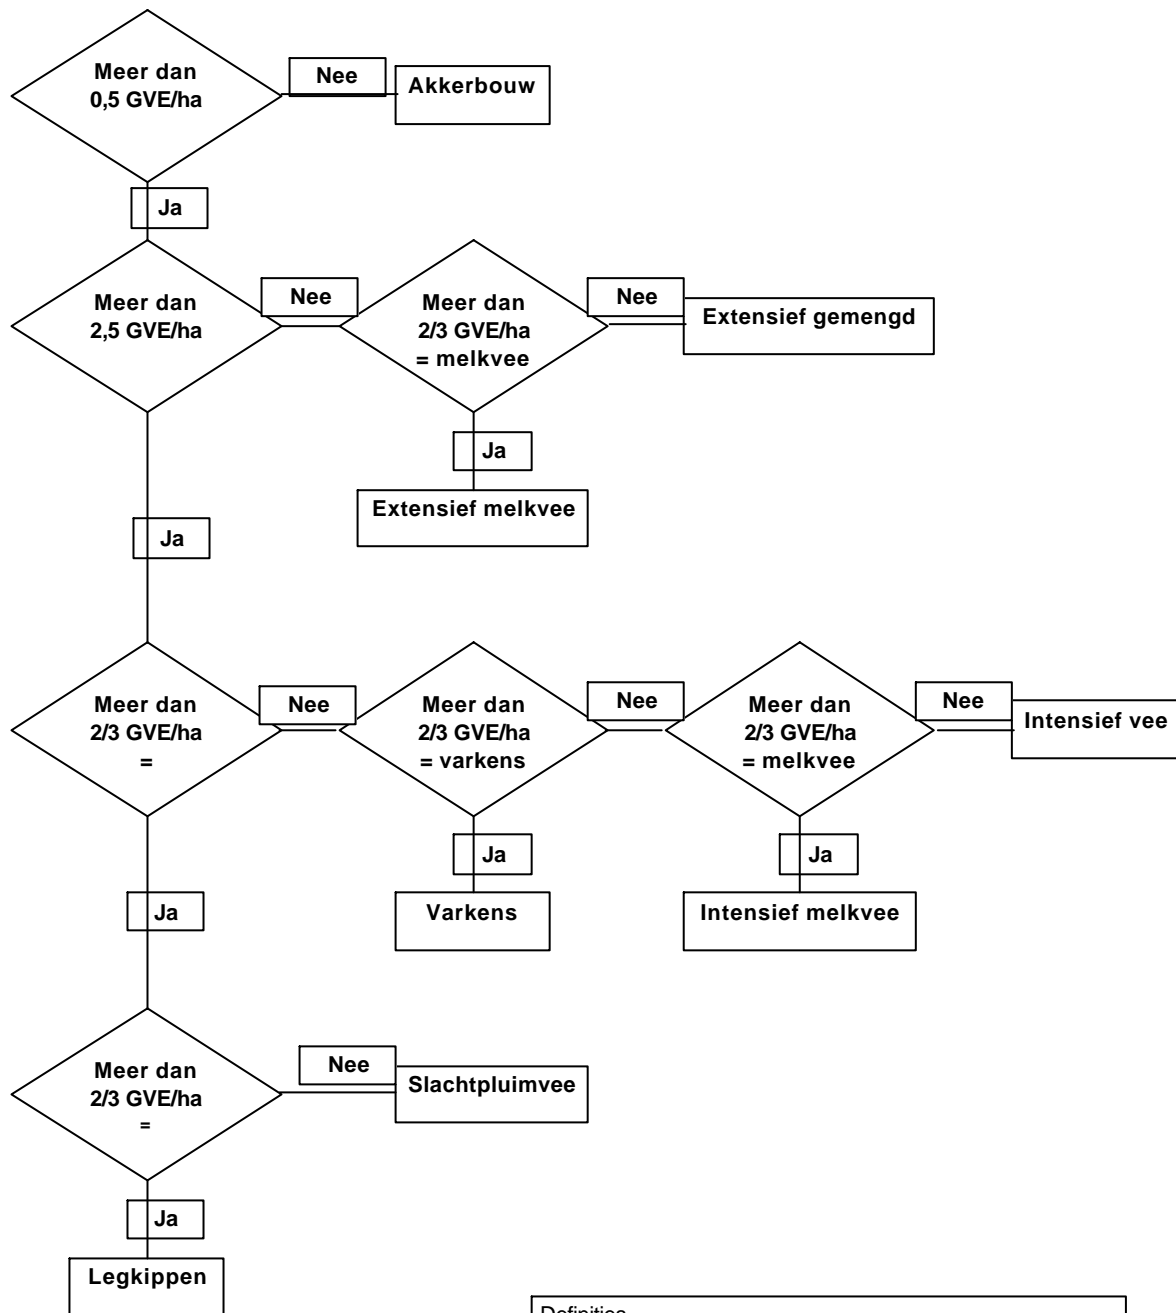 Meer dan
0,5 GVE/ha
Nee
Akkerbouw
Ja
Meer dan
2,5 GVE/ha
Nee
Meer dan
2/3 GVE/ha
= melkvee
Nee
Extensief gemengd
Ja
Extensief melkvee
Ja
Meer dan
2/3 GVE/ha
=
Nee
Meer dan
2/3 GVE/ha
= varkens
Nee
Meer dan
2/3 GVE/ha
= melkvee
Nee
Intensief vee
Ja
Varkens
Ja
Intensief melkvee
Ja
Meer dan
2/3 GVE/ha
=
Nee
Slachtpluimvee
Ja
Legkippen
Definities